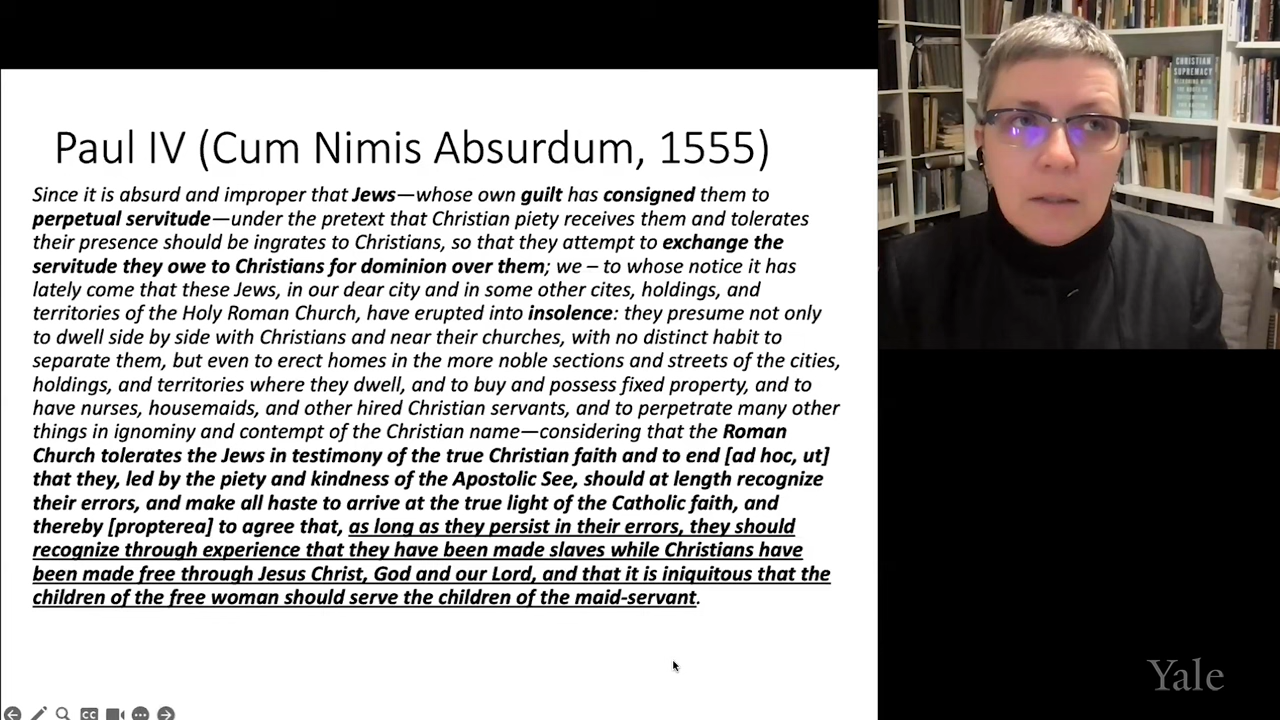 Paul IV (Cum Nimis Absurdum, 1555)
Since it is absurd and improper that Jews—whose own guilt has consigned them to
perpetual servitude—under the pretext that Christian piety receives them and tolerates
their presence should be ingrates to Christians, so that they attempt to exchange the
servitude they owe to Christians for dominion over them; we – to whose notice it has
lately come that these Jews, in our dear city and in some other cites, holdings, and
territories of the Holy Roman Church, have erupted into insolence: they presume not only
to dwell side by side with Christians and near their churches, with no distinct habit to
separate them, but even to erect homes in the more noble sections and streets of the cities,
holdings, and territories where they dwell, and to buy and possess fixed property, and to
have nurses, housemaids, and other hired Christian servants, and to perpetrate many other
things in ignominy and contempt of the Christian name—considering that the Roman
Church tolerates the Jews in testimony of the true Christian faith and to end [ad hoc, ut]
that they, led by the piety and kindness of the Apostolic See, should at length recognize
their errors, and make all haste to arrive at the true light of the Catholic faith, and
thereby [propterea] to agree that, as long as they persist in their errors, they should
recognize through experience that they have been made slaves while Christians have
been made free through Jesus Christ, God and our Lord, and that it is iniquitous that the
children of the free woman should serve the children of the maid-servant.
CC
CHRISTIAN
SUPREMACY
Yale